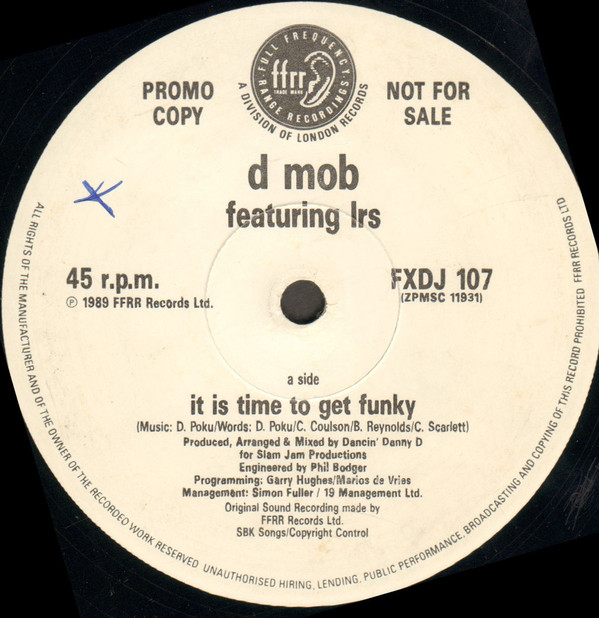 FULL FREQUENCY
ffrr
TRADE MARK
RANGE RECORDINGS
A DIVISION OF LONDON RECORDS
PROMO
COPY
NOT FOR
SALE
d mob
featuring lrs
45 r.p.m.
℗ 1989 FFRR Records Ltd.
FXDJ 107
(ZPMSC 11931)
a side
it is time to get funky
(Music: D. Poku/Words: D. Poku/C. Coulson/B. Reynolds/C. Scarlett)
Produced, Arranged & Mixed by Dancin' Danny D
for Slam Jam Productions
Engineered by Phil Bodger
Programming: Garry Hughes/Marios de Vries
Management: Simon Fuller / 19 Management Ltd.
Original Sound Recording made by
FFRR Records Ltd.
SBK Songs/Copyright Control
ALL RIGHTS OF THE MANUFACTURER AND OF THE OWNER OF THE RECORDED WORK RESERVED UNAUTHORISED HIRING, LENDING, PUBLIC PERFORMANCE, BROADCASTING AND COPYING OF THIS RECORD PROHIBITED FFRR RECORDS LTD